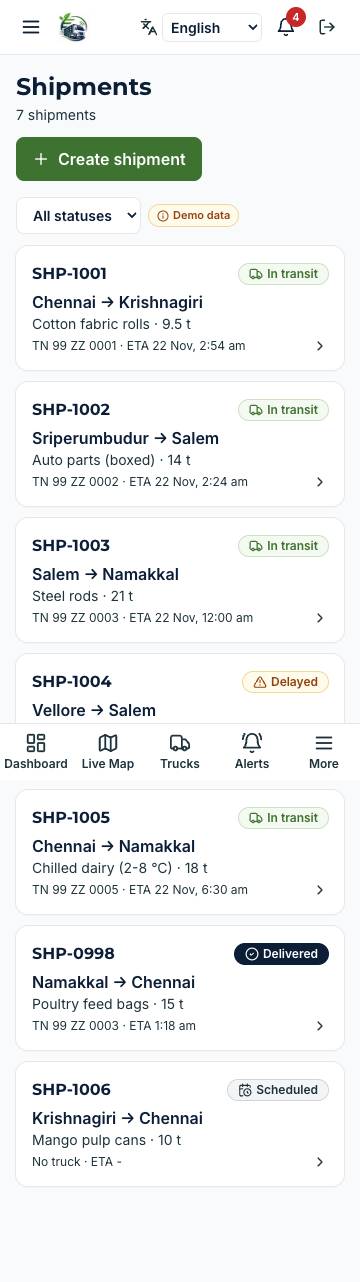 English
4
Shipments
7 shipments
+ Create shipment
All statuses
Demo data
SHP-1001
In transit
Chennai → Krishnagiri
Cotton fabric rolls · 9.5 t
TN 99 ZZ 0001 · ETA 22 Nov, 2:54 am
SHP-1002
In transit
Sriperumbudur → Salem
Auto parts (boxed) · 14 t
TN 99 ZZ 0002 · ETA 22 Nov, 2:24 am
SHP-1003
In transit
Salem → Namakkal
Steel rods · 21 t
TN 99 ZZ 0003 · ETA 22 Nov, 12:00 am
SHP-1004
Delayed
Vellore → Salem
Dashboard
Live Map
Trucks
Alerts
More
SHP-1005
In transit
Chennai → Namakkal
Chilled dairy (2-8 °C) · 18 t
TN 99 ZZ 0005 · ETA 22 Nov, 6:30 am
SHP-0998
Delivered
Namakkal → Chennai
Poultry feed bags · 15 t
TN 99 ZZ 0003 · ETA 1:18 am
SHP-1006
Scheduled
Krishnagiri → Chennai
Mango pulp cans · 10 t
No truck · ETA -